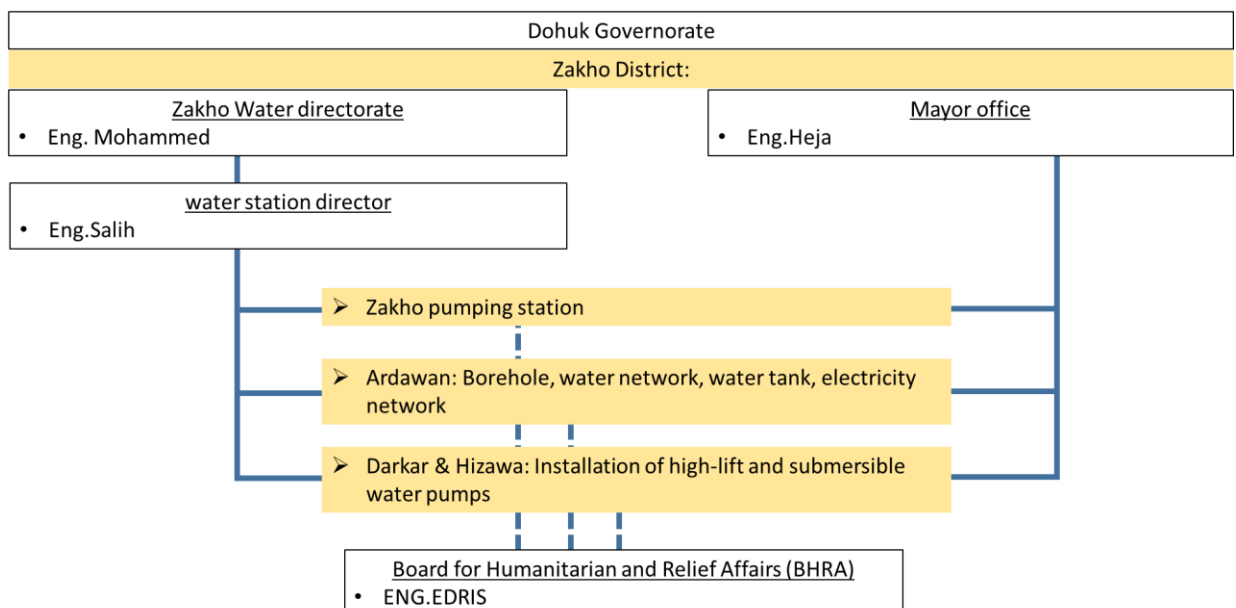 Dohuk Governorate
Zakho District:
Zakho Water directorate
• Eng. Mohammed
Mayor office
• Eng.Heja
water station director
• Eng.Salih
➢ Zakho pumping station
➢ Ardawan: Borehole, water network, water tank, electricity
network
➢ Darkar & Hizawa: Installation of high-lift and submersible
water pumps
Board for Humanitarian and Relief Affairs (BHRA)
• ENG.EDRIS